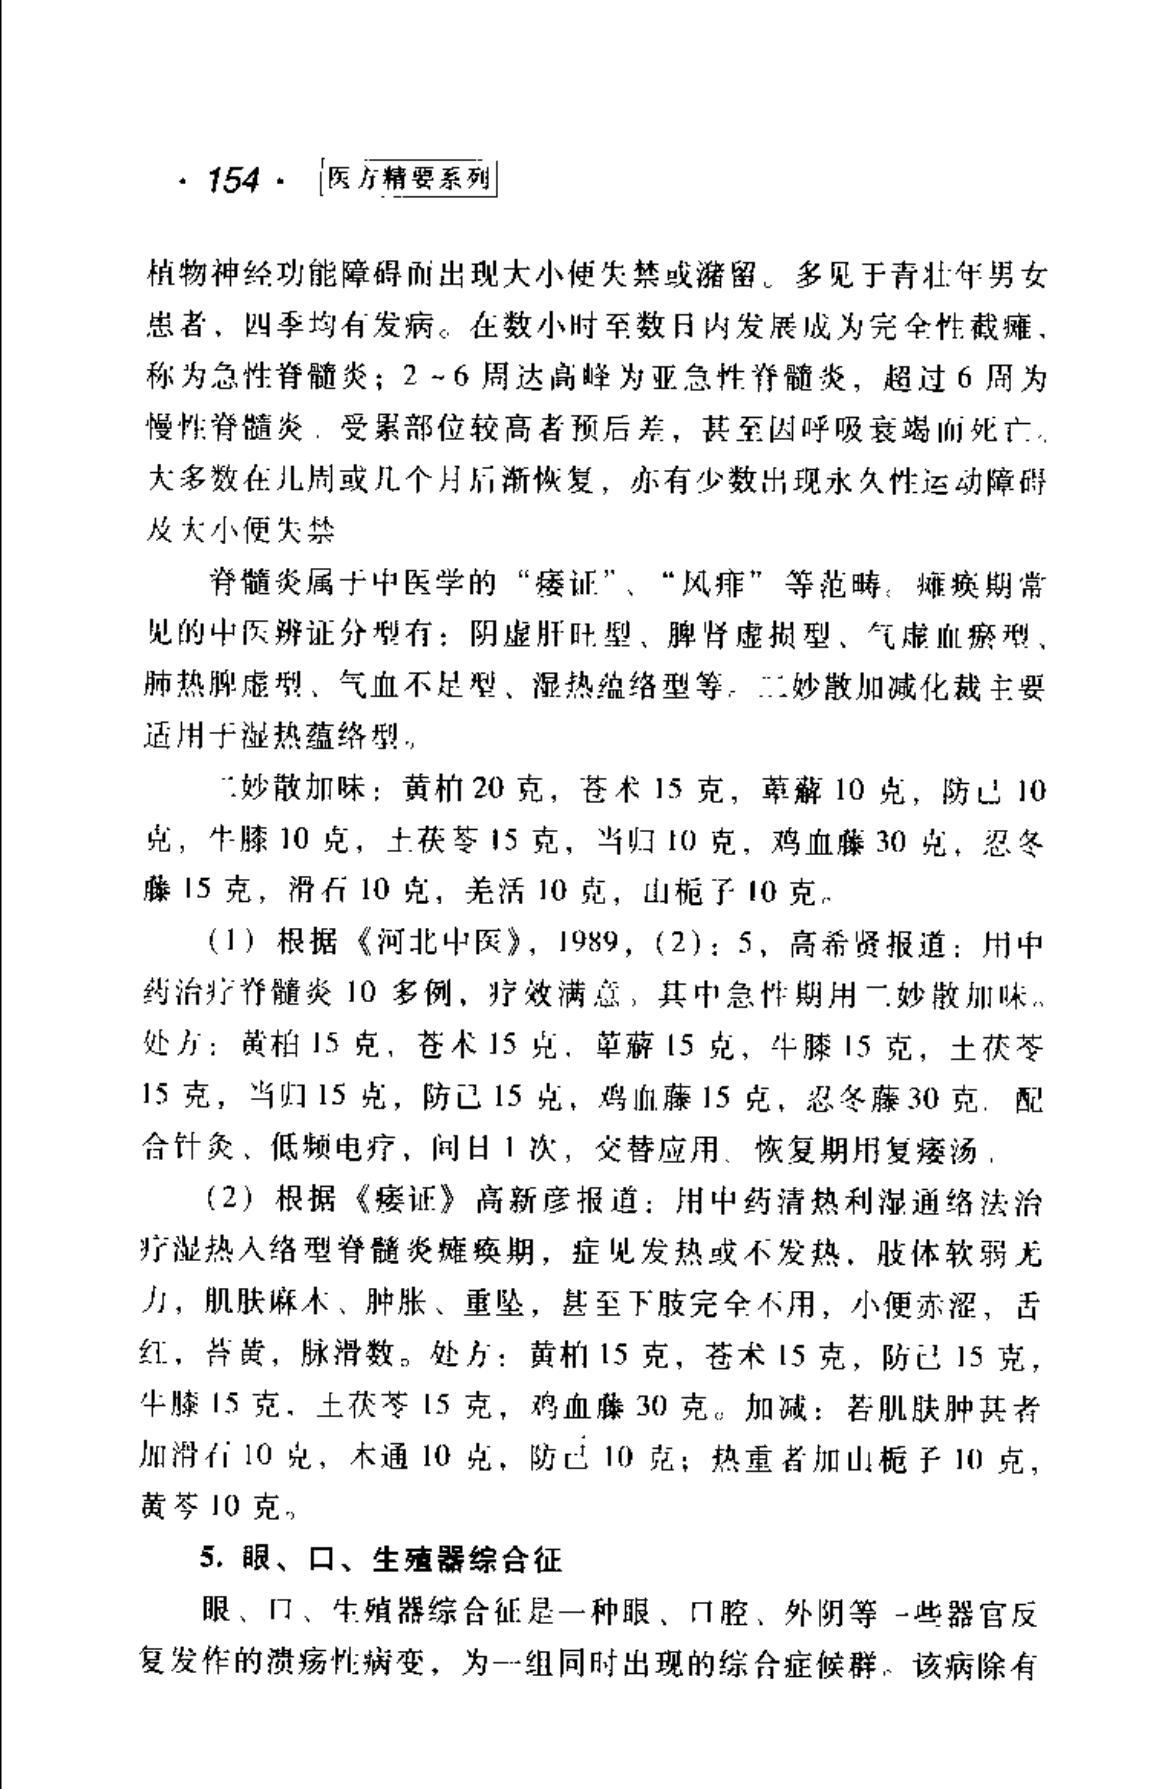 · 154 · 医方精要系列
植物神经功能障碍而出现大小便失禁或潴留。多见于青壮年男女
患者，四季均有发病。在数小时至数日内发展成为完全性截瘫，
称为急性脊髓炎；2～6周达高峰为亚急性脊髓炎，超过6周为
慢性脊髓炎．受累部位较高者预后差，甚至因呼吸衰竭而死亡。
大多数在几周或几个月后渐恢复，亦有少数出现永久性运动障碍
及大小便失禁
脊髓炎属于中医学的“痿证”、“风痱”等范畴。瘫痪期常
见的中医辨证分型有：阴虚肝旺型、脾肾虚损型、气虚血瘀型、
肺热脾虚型、气血不足型、湿热蕴络型等。二妙散加减化裁主要
适用于湿热蕴络型。
二妙散加味：黄柏20克，苍术15克，萆薢10克，防己10
克，牛膝10克，土茯苓15克，当归10克，鸡血藤30克，忍冬
藤15克，滑石10克，羌活10克，山栀子10克。
（1）根据《河北中医》，1989，（2）：5，高希贤报道：用中
药治疗脊髓炎10多例，疗效满意。其中急性期用二妙散加味。
处方：黄柏15克，苍术15克，萆薢15克，牛膝15克，土茯苓
15克，当归15克，防己15克，鸡血藤15克，忍冬藤30克．配
合针灸、低频电疗，间日1次，交替应用．恢复期用复痿汤．
（2）根据《痿证》高新彦报道：用中药清热利湿通络法治
疗湿热入络型脊髓炎瘫痪期，症见发热或不发热，肢体软弱无
力，肌肤麻木、肿胀、重坠，甚至下肢完全不用，小便赤涩，舌
红，苔黄，脉滑数。处方：黄柏15克，苍术15克，防己15克，
牛膝15克，土茯苓15克，鸡血藤30克。加减：若肌肤肿甚者
加滑石10克，木通10克，防己10克；热重者加山栀子10克，
黄芩10克。
5. 眼、口、生殖器综合征
眼、口、生殖器综合征是一种眼、口腔、外阴等一些器官反
复发作的溃疡性病变，为一组同时出现的综合症候群。该病除有